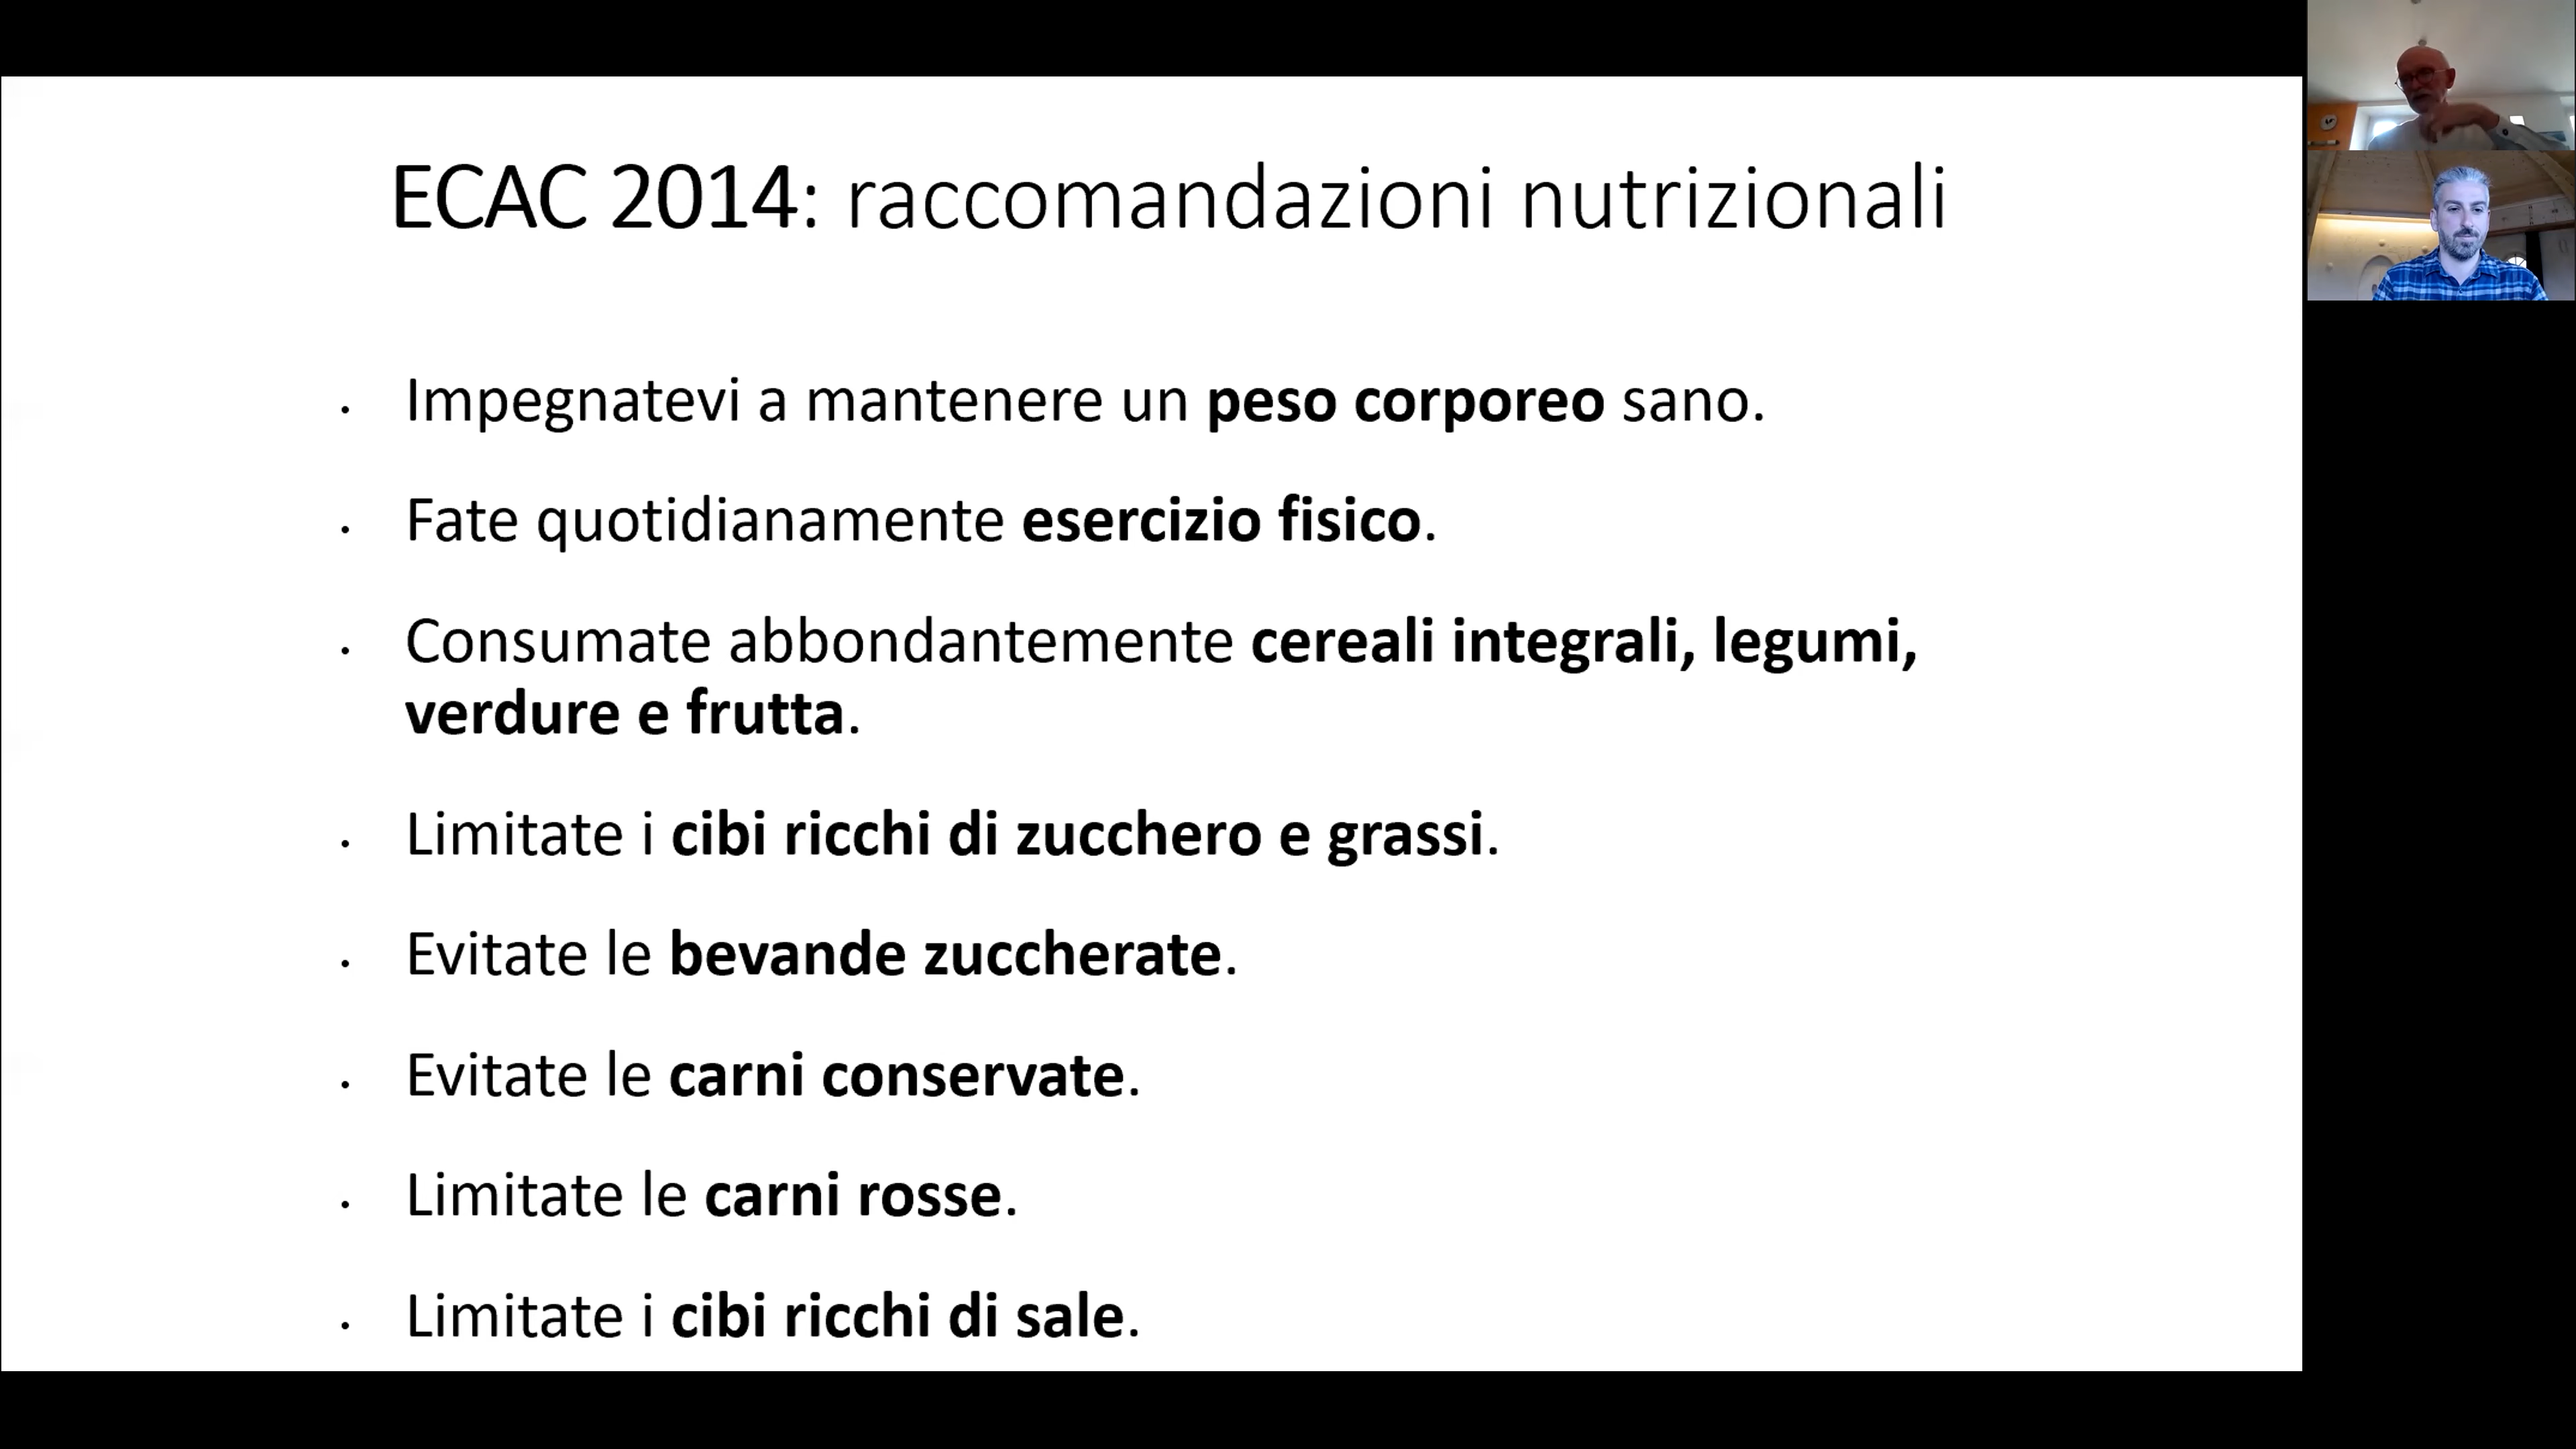 ECAC 2014: raccomandazioni nutrizionali
• Impegnatevi a mantenere un peso corporeo sano.
• Fate quotidianamente esercizio fisico.
• Consumate abbondantemente cereali integrali, legumi,
verdure e frutta.
• Limitate i cibi ricchi di zucchero e grassi.
• Evitate le bevande zuccherate.
• Evitate le carni conservate.
• Limitate le carni rosse.
• Limitate i cibi ricchi di sale.